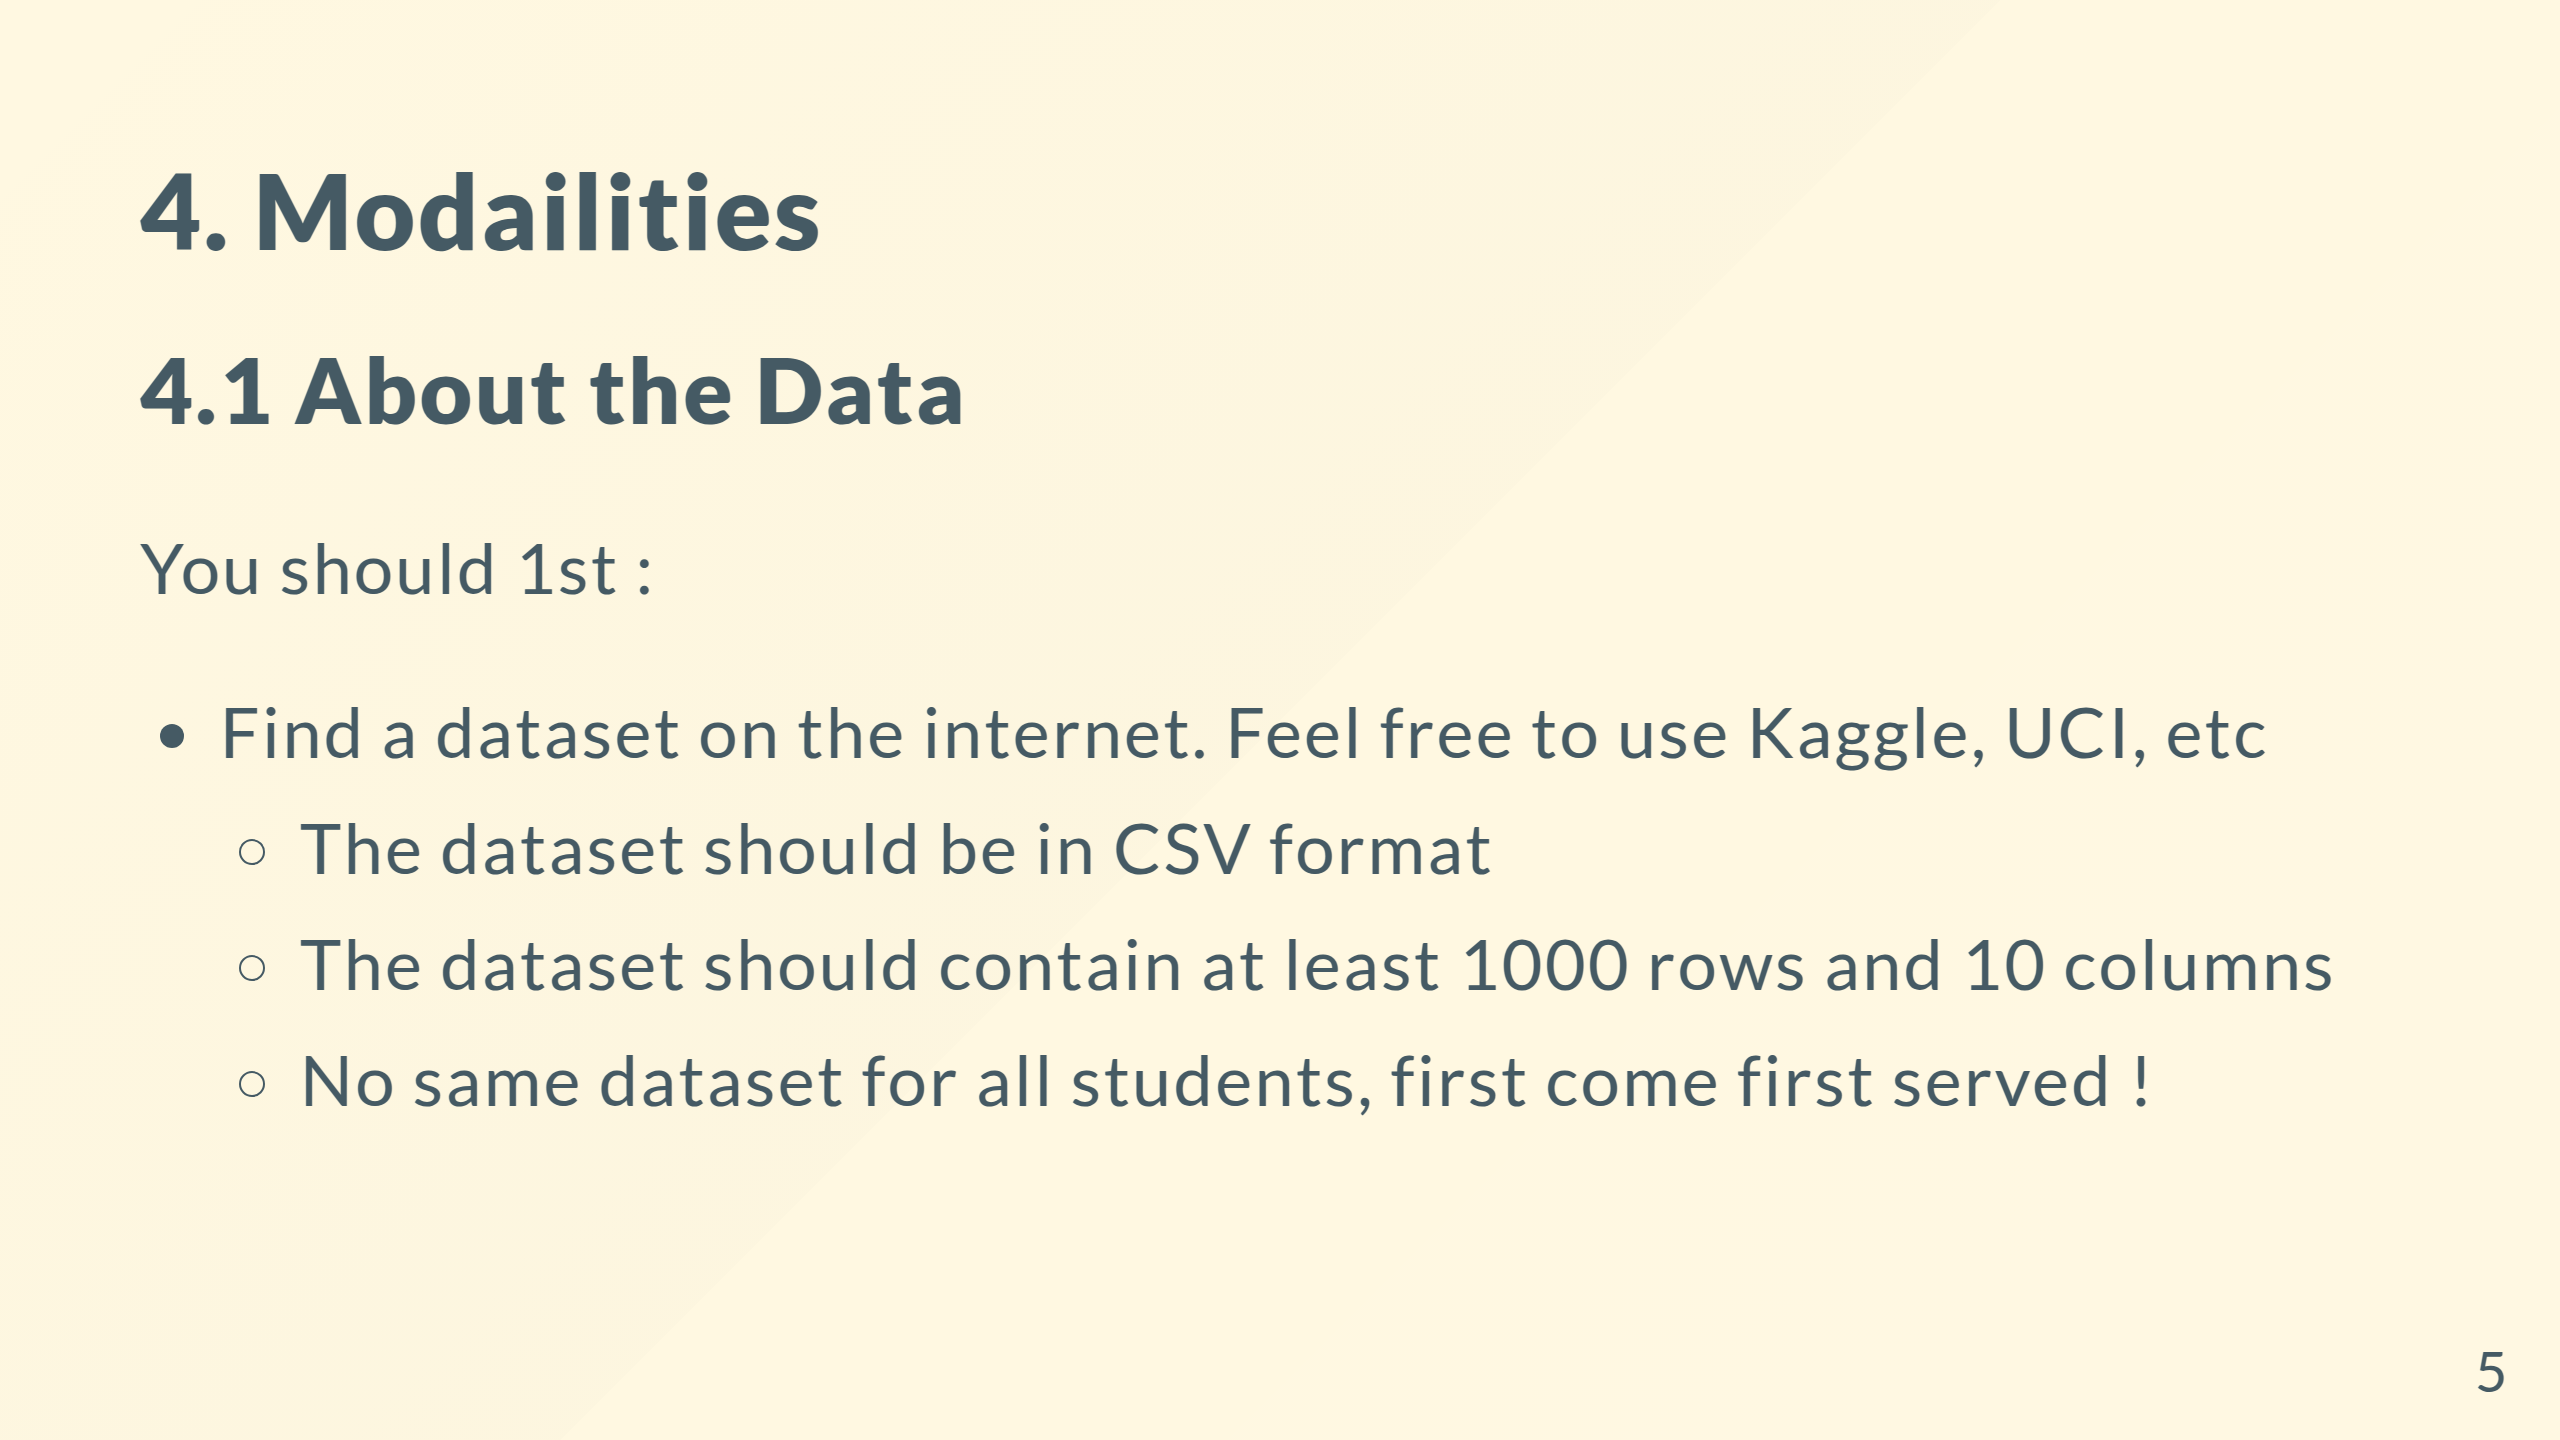 4. Modailities
4.1 About the Data
You should 1st :
• Find a dataset on the internet. Feel free to use Kaggle, UCI, etc
○ The dataset should be in CSV format
○ The dataset should contain at least 1000 rows and 10 columns
○ No same dataset for all students, first come first served !
5